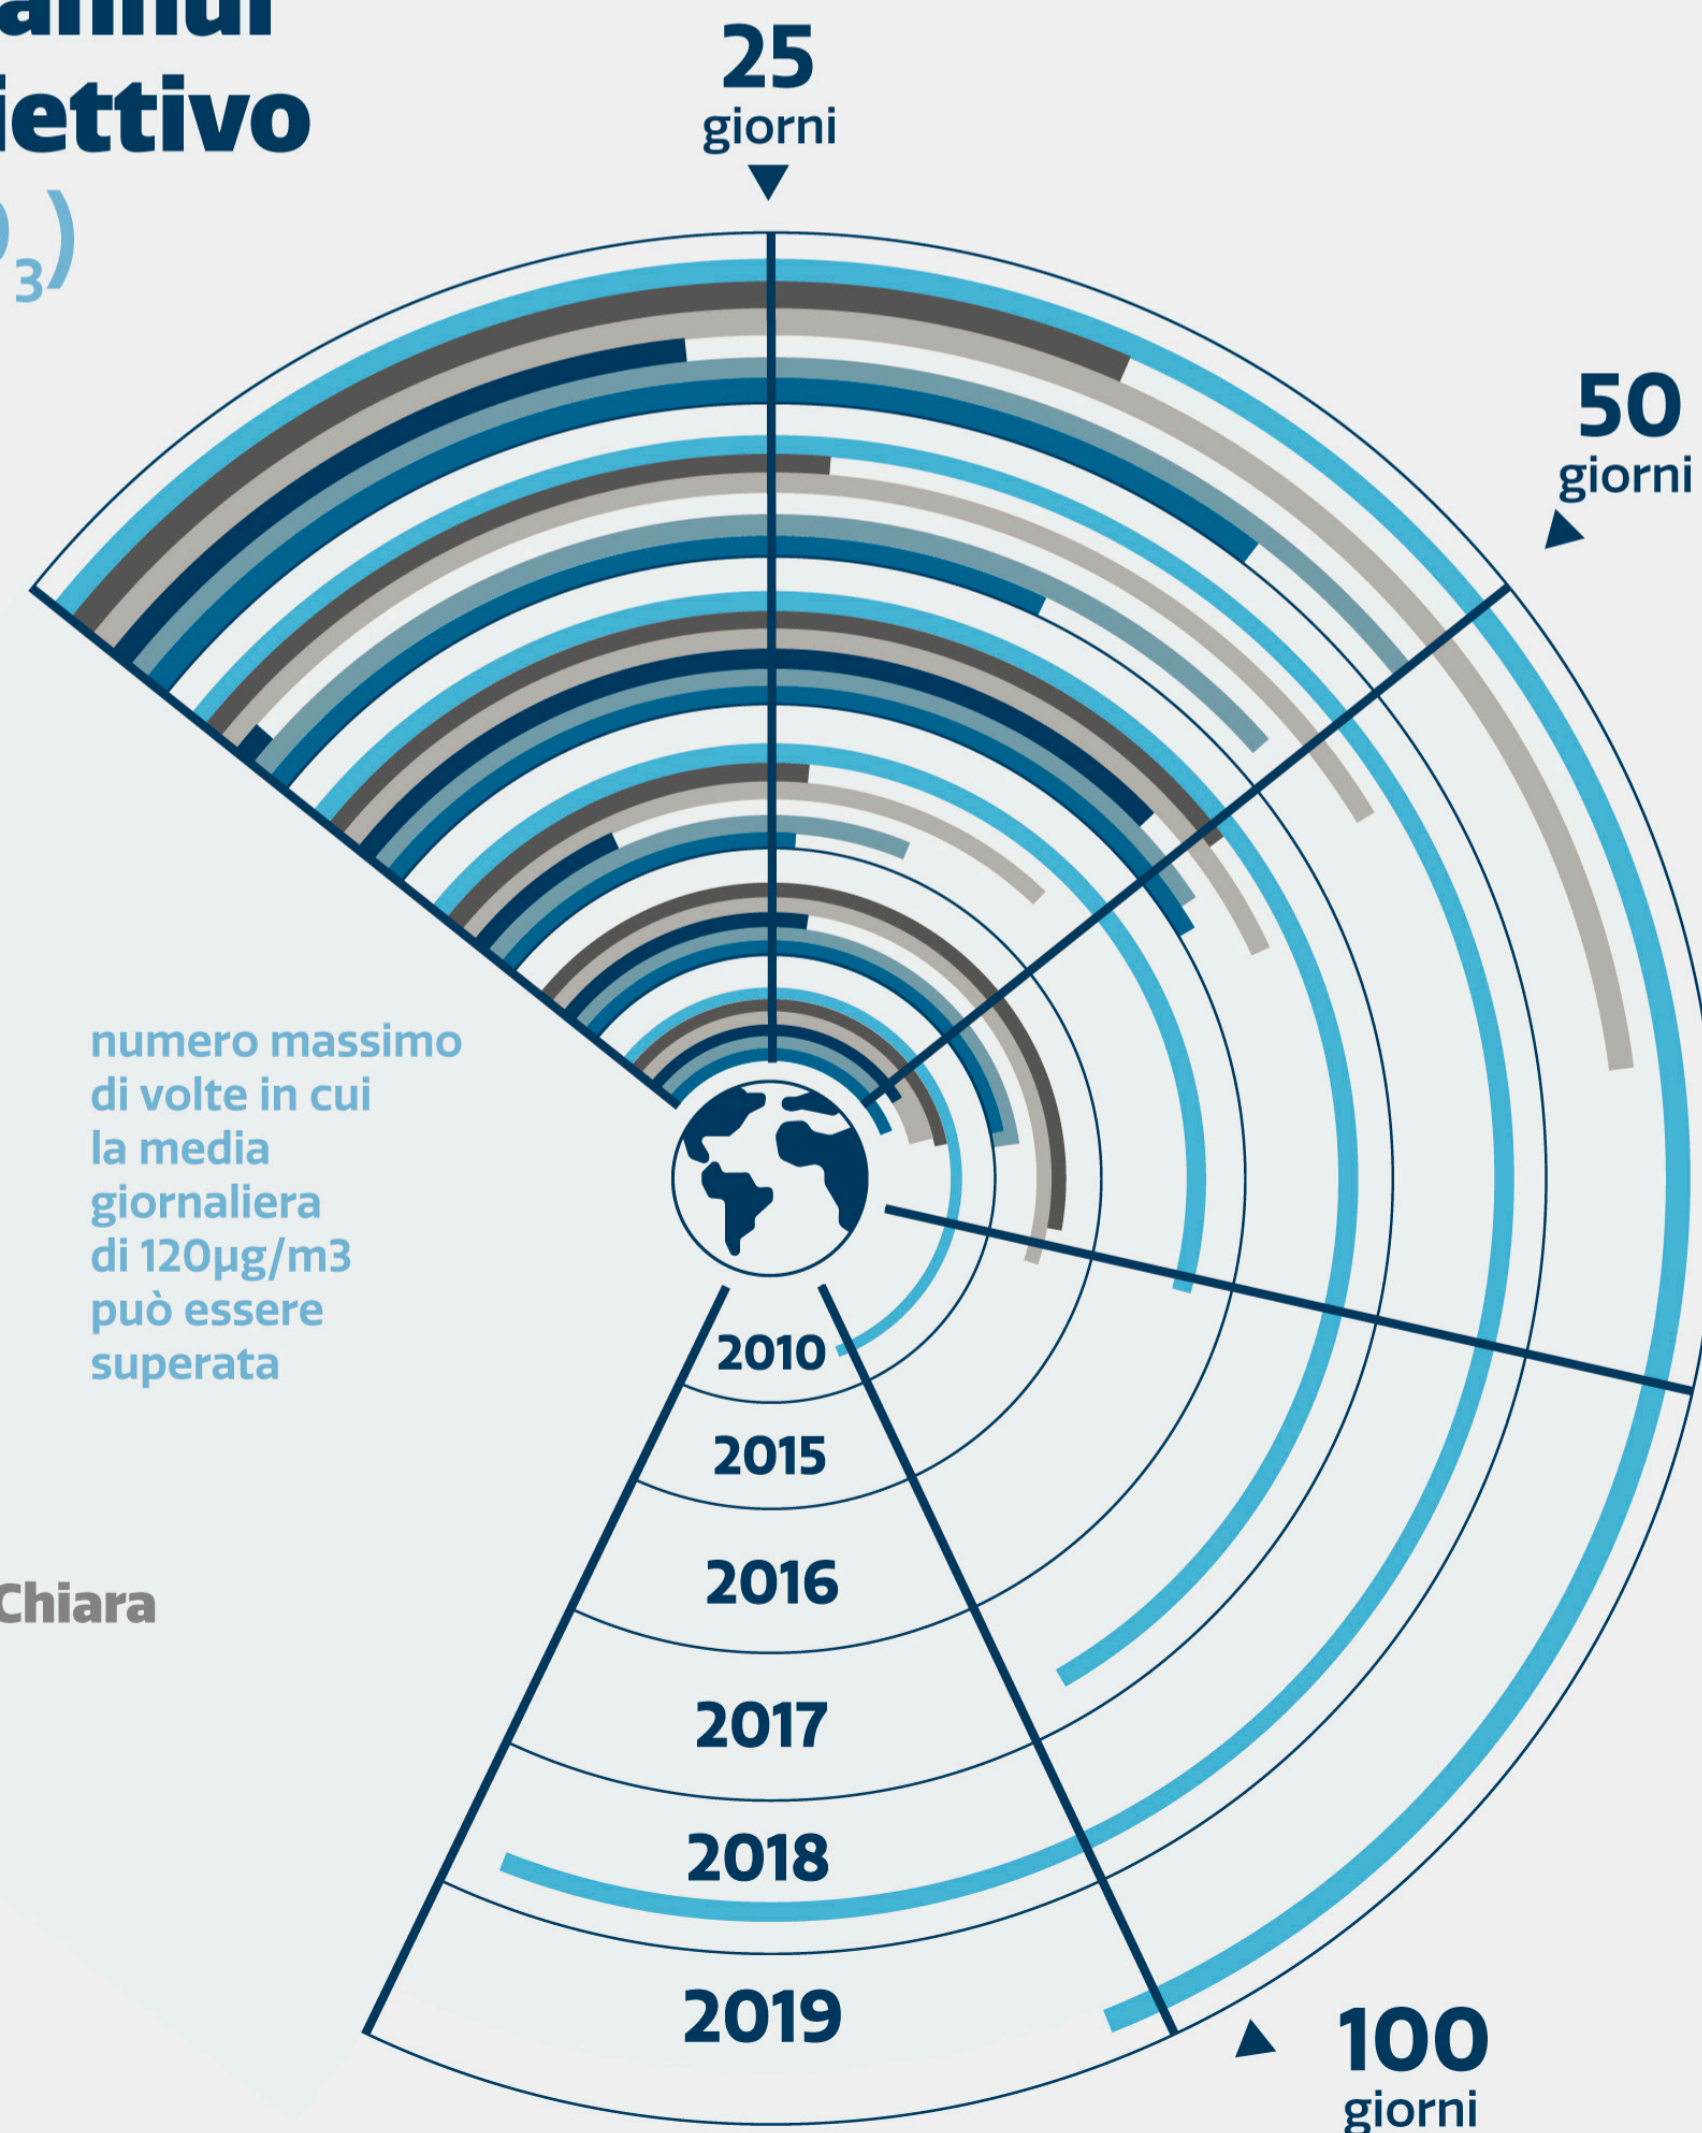 iettivo
3)
25
giorni
50
giorni
numero massimo
di volte in cui
la media
giornaliera
di 120µg/m3
può essere
superata
Chiara
2010
2015
2016
2017
2018
2019
100
giorni